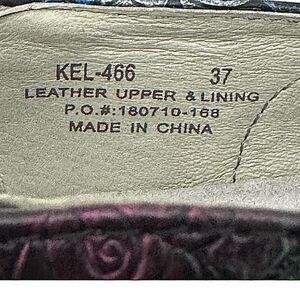 KEL-466 37
LEATHER UPPER & LINING
P.O.#:180710-168
MADE IN CHINA